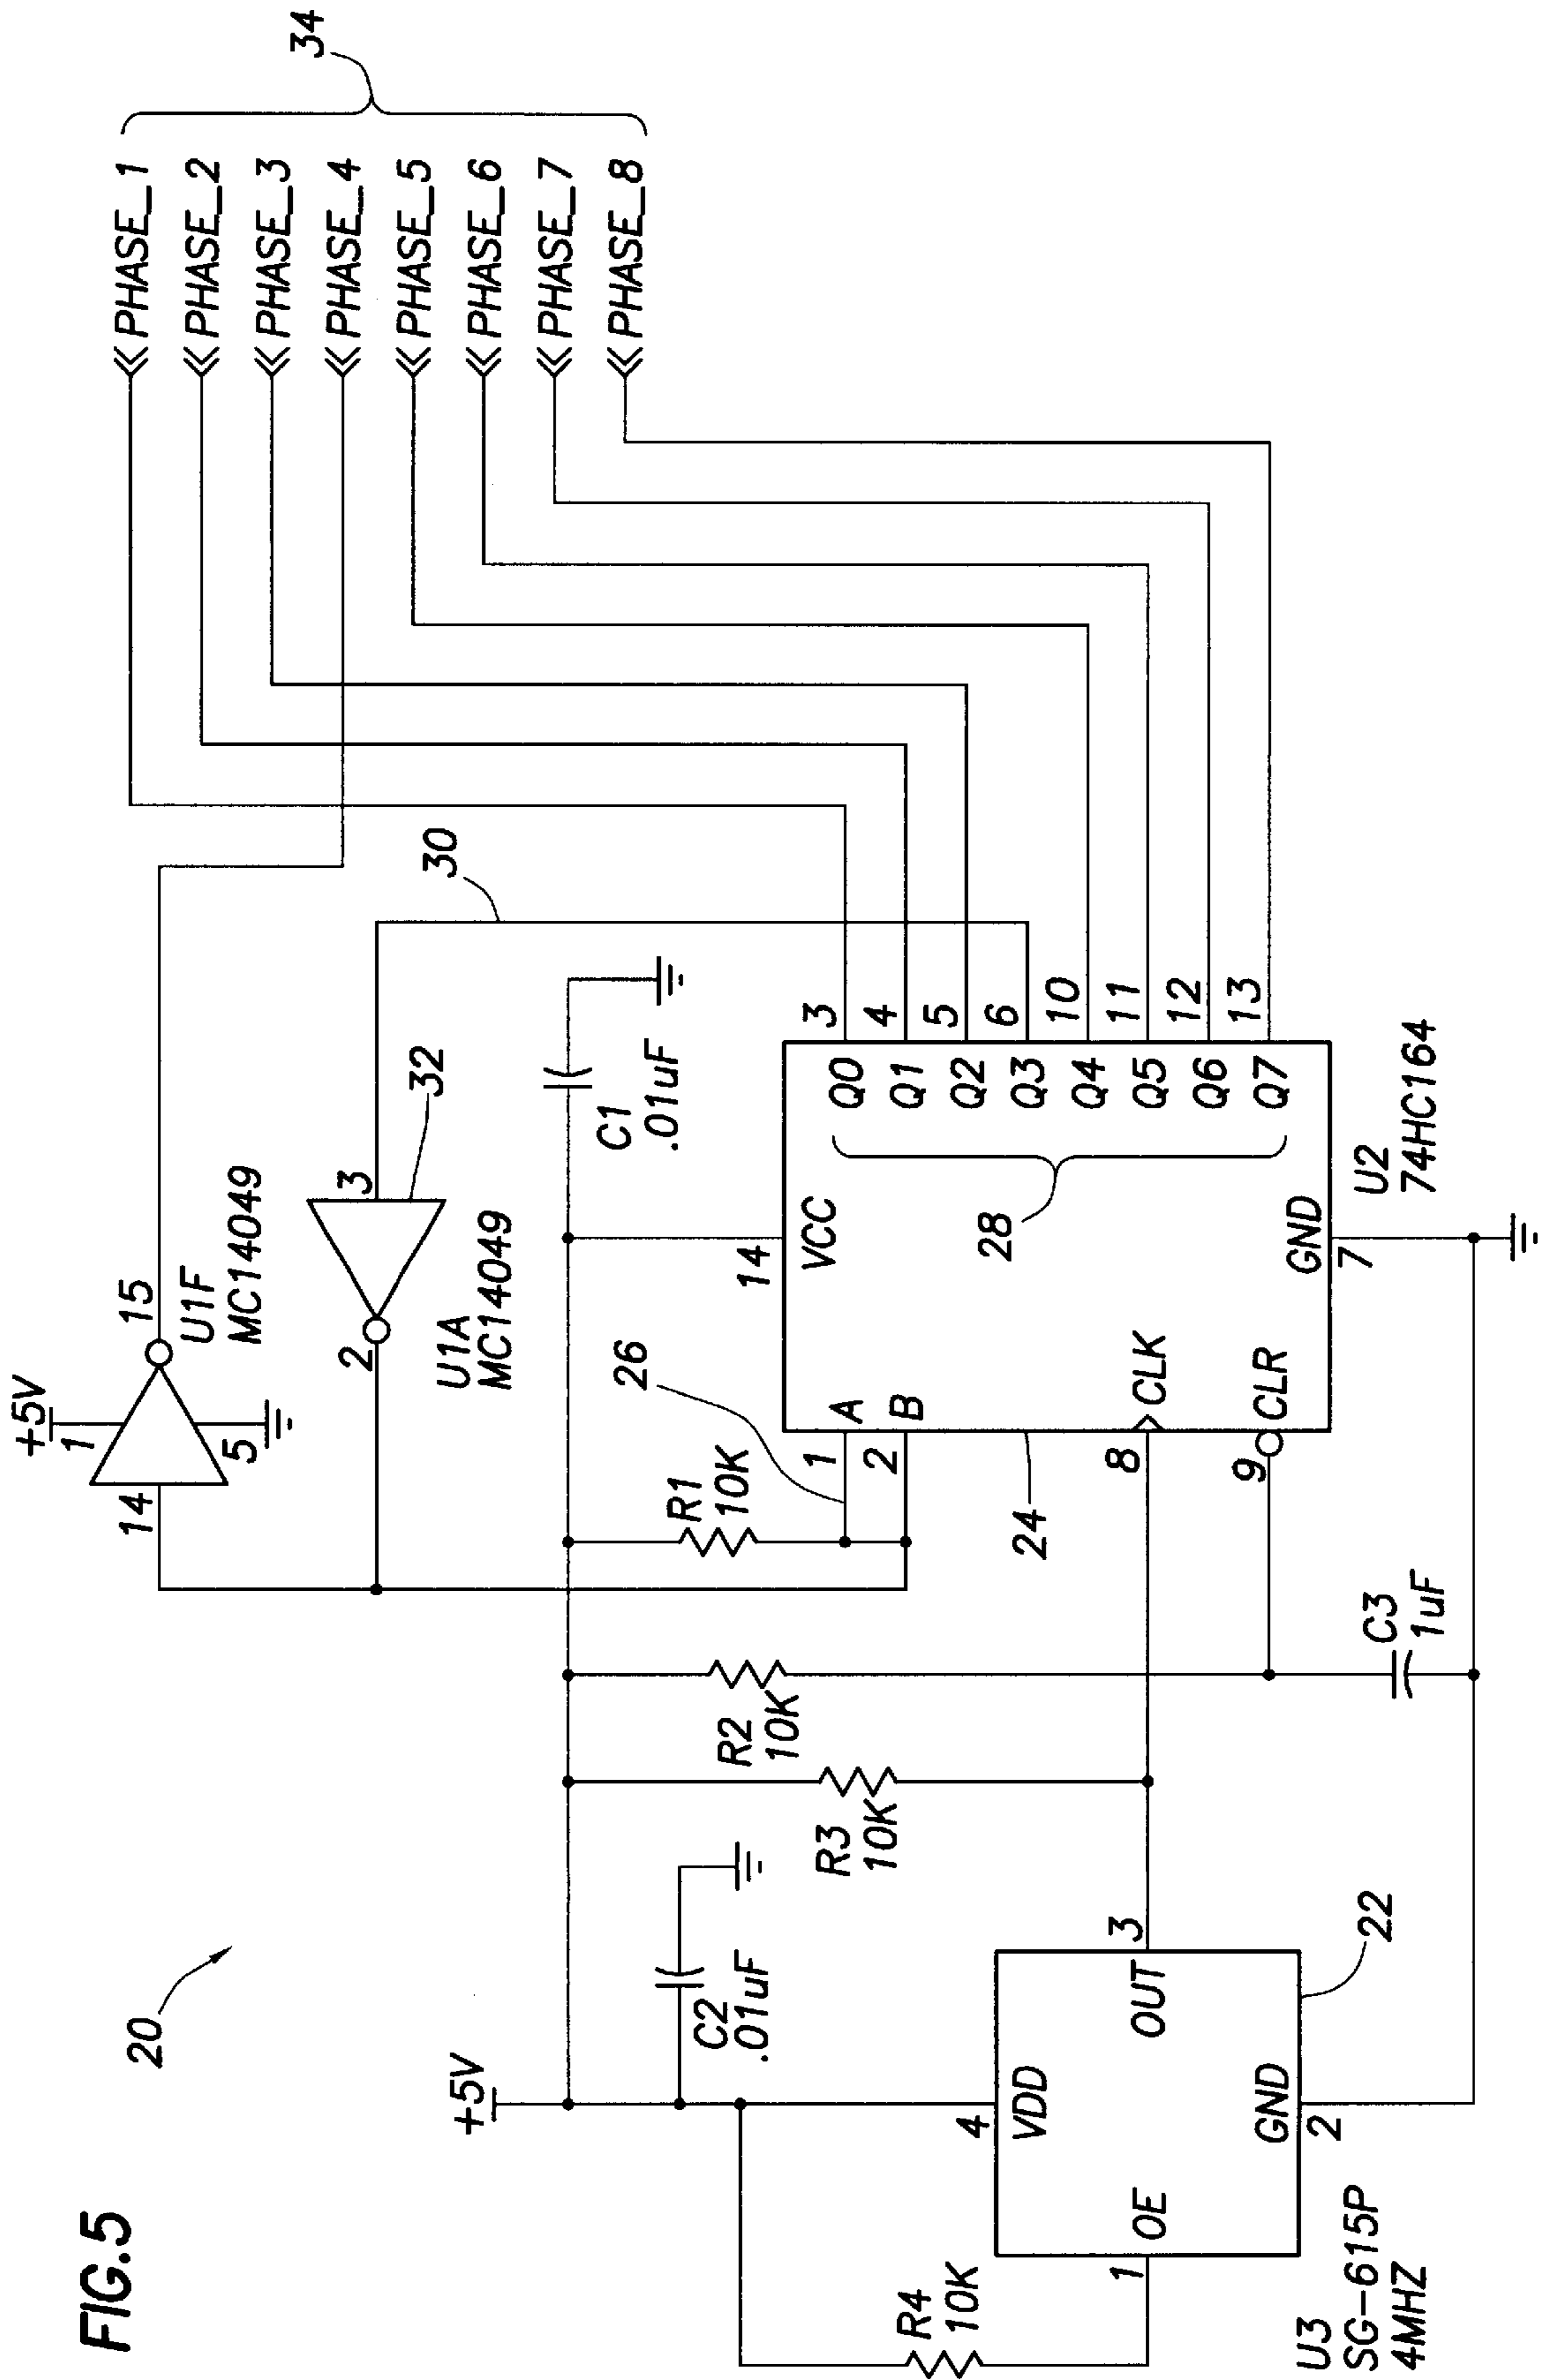 FIG.5
20
+5V
1
14
5
15
U1F
MC14049
PHASE_1
PHASE_2
PHASE_3
PHASE_4
PHASE_5
PHASE_6
PHASE_7
PHASE_8
34
2
3
32
U1A
MC14049
30
+5V
C2
.01uF
C1
.01uF
R4
10K
R3
10K
R2
10K
R1
10K
26
4
VDD
1
OE
OUT
3
GND
2
22
U3
SG-615P
4MHZ
14
VCC
1
A
2
B
24
8
CLK
9
CLR
28
GND
7
Q0
3
Q1
4
Q2
5
Q3
6
Q4
10
Q5
11
Q6
12
Q7
13
U2
74HC164
C3
1uF